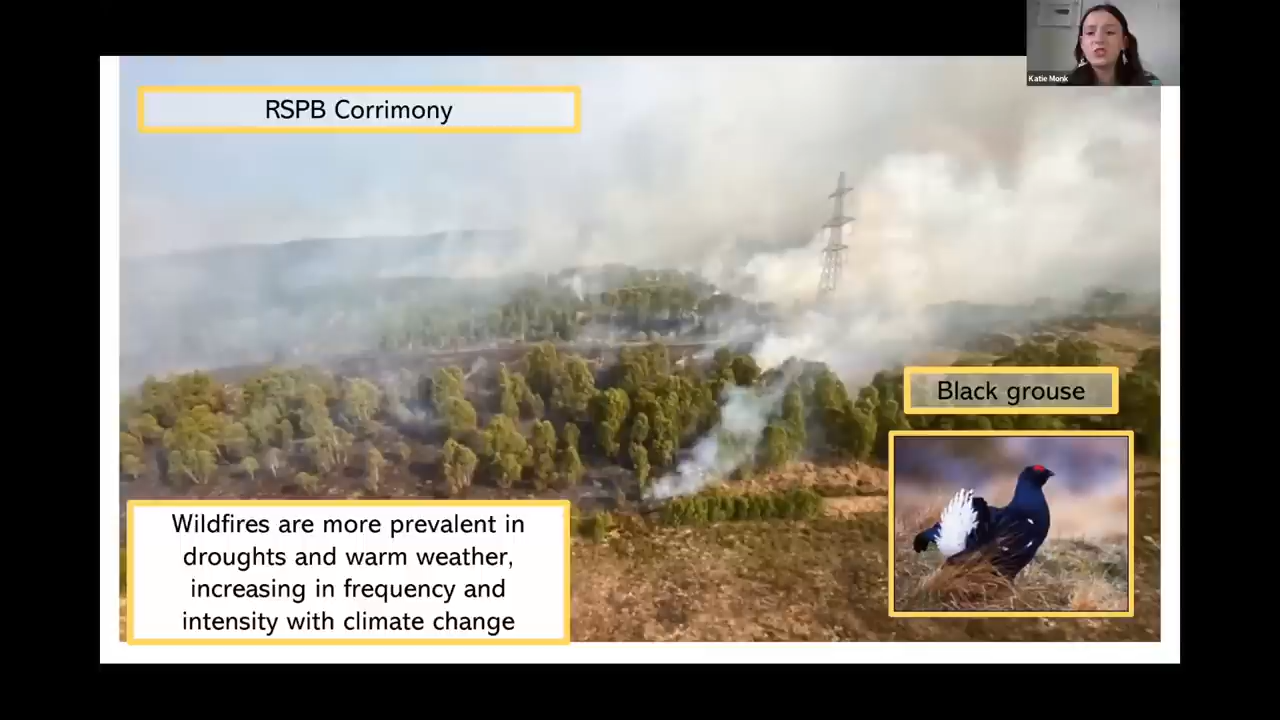 Katie Monk
RSPB Corrimony
Black grouse
Wildfires are more prevalent in
droughts and warm weather,
increasing in frequency and
intensity with climate change